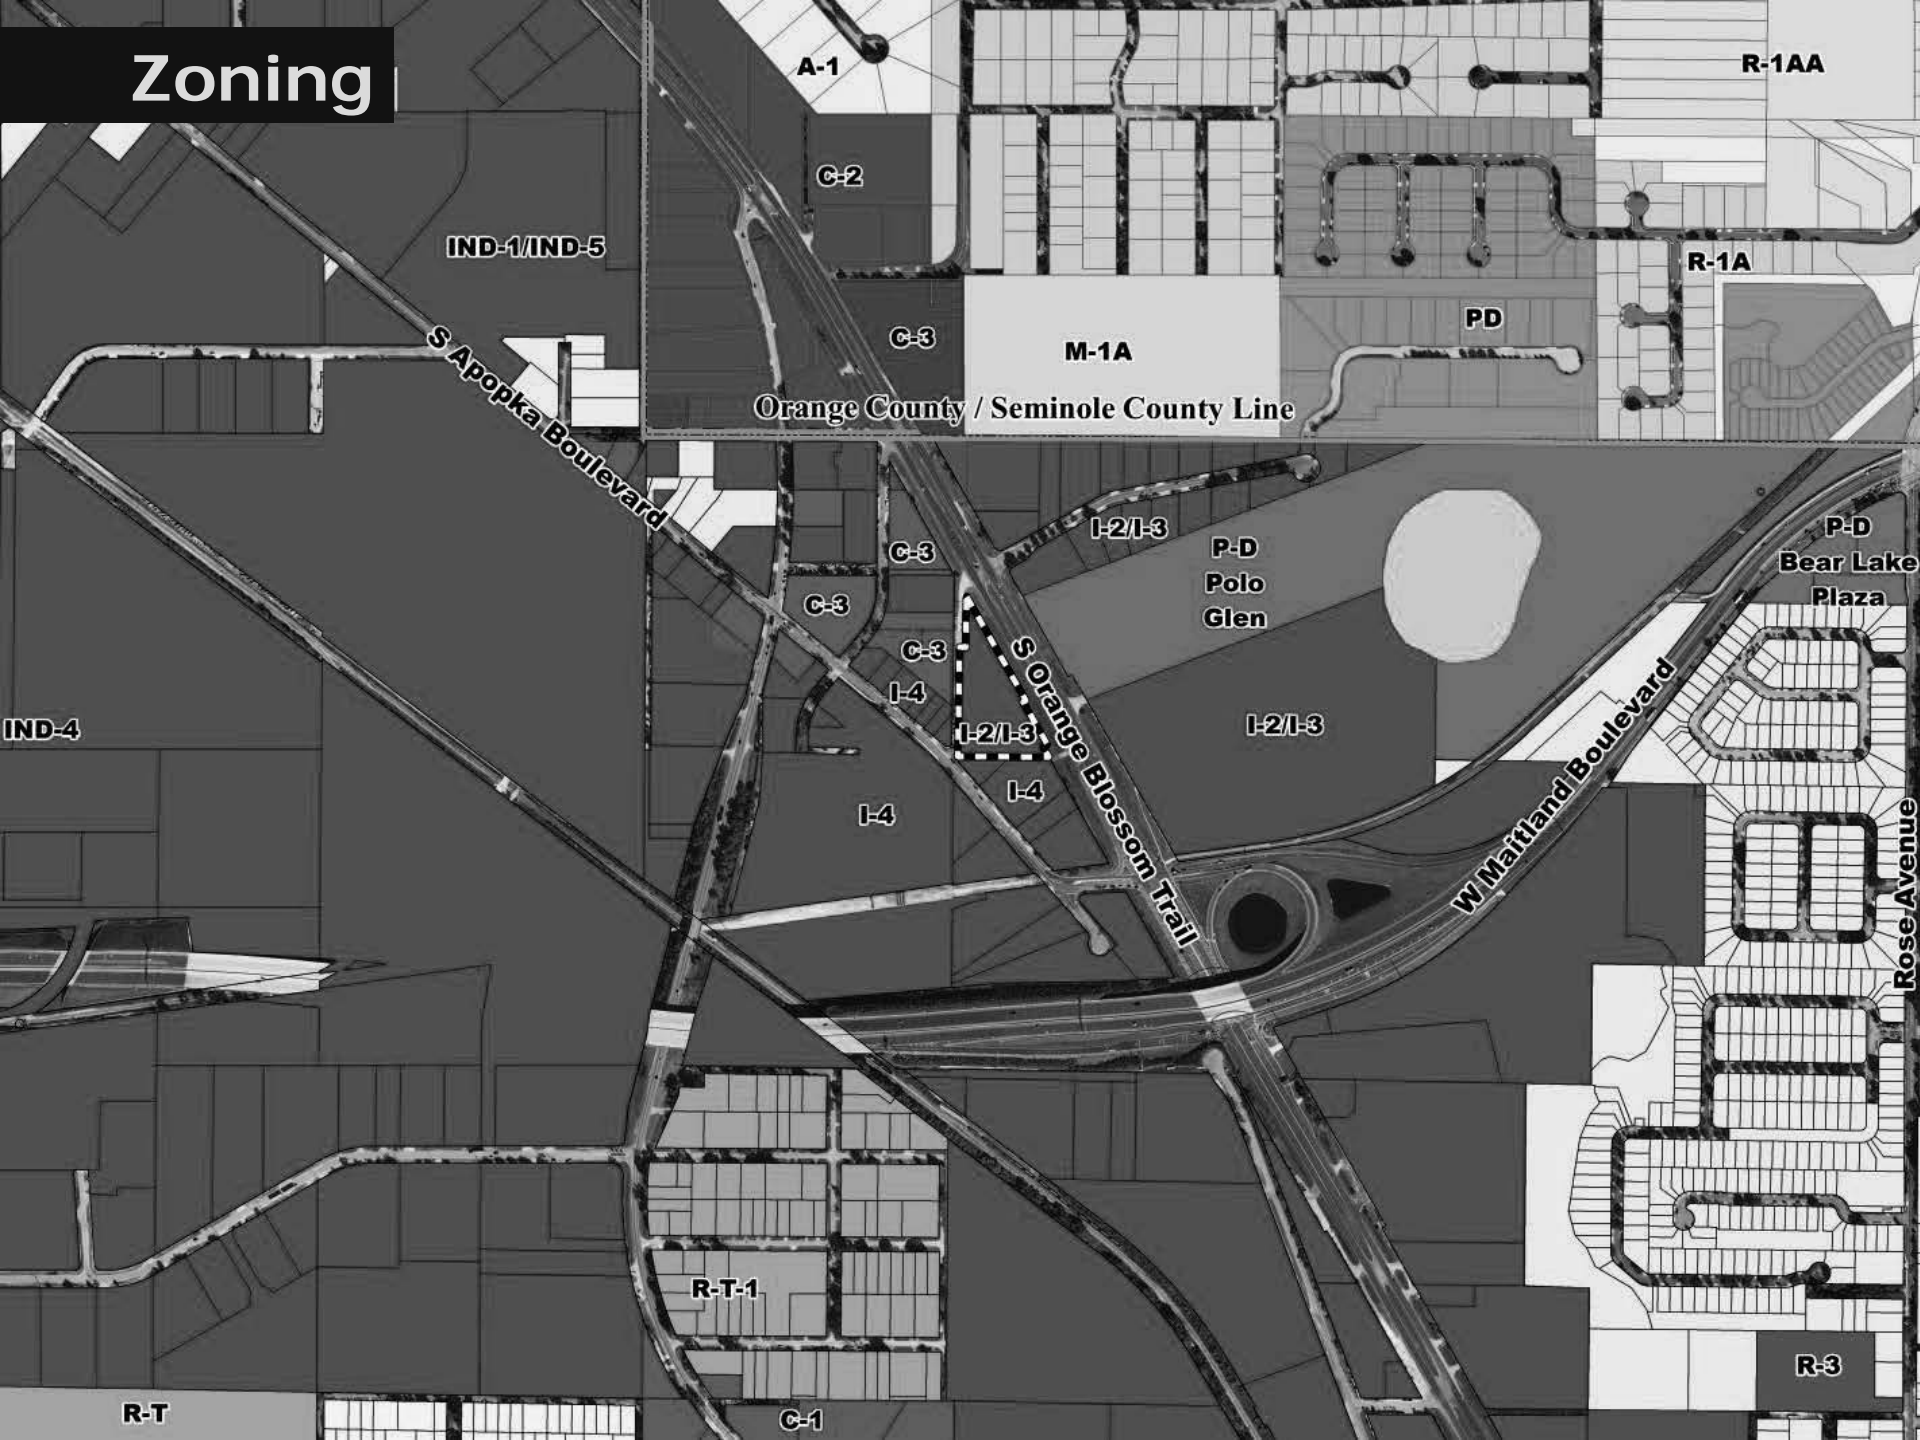 Zoning
A-1
R-1AA
C-2
IND-1/IND-5
R-1A
PD
C-3
M-1A
S Apopka Boulevard
Orange County / Seminole County Line
I-2/I-3
P-D
Polo
Glen
P-D
Bear Lake
Plaza
C-3
C-3
C-3
I-4
S Orange Blossom Trail
I-2/I-3
I-2/I-3
IND-4
I-4
I-4
W Maitland Boulevard
Rose Avenue
R-T-1
R-3
R-T
C-1